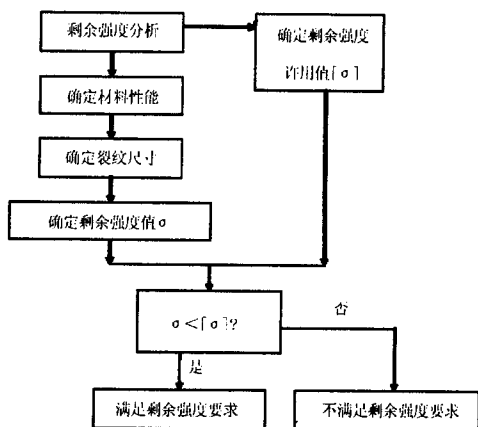 剩余强度分析
确定剩余强度
许用值[σ]
确定材料性能
确定裂纹尺寸
确定剩余强度值σ
σ<[σ]?
否
是
满足剩余强度要求
不满足剩余强度要求